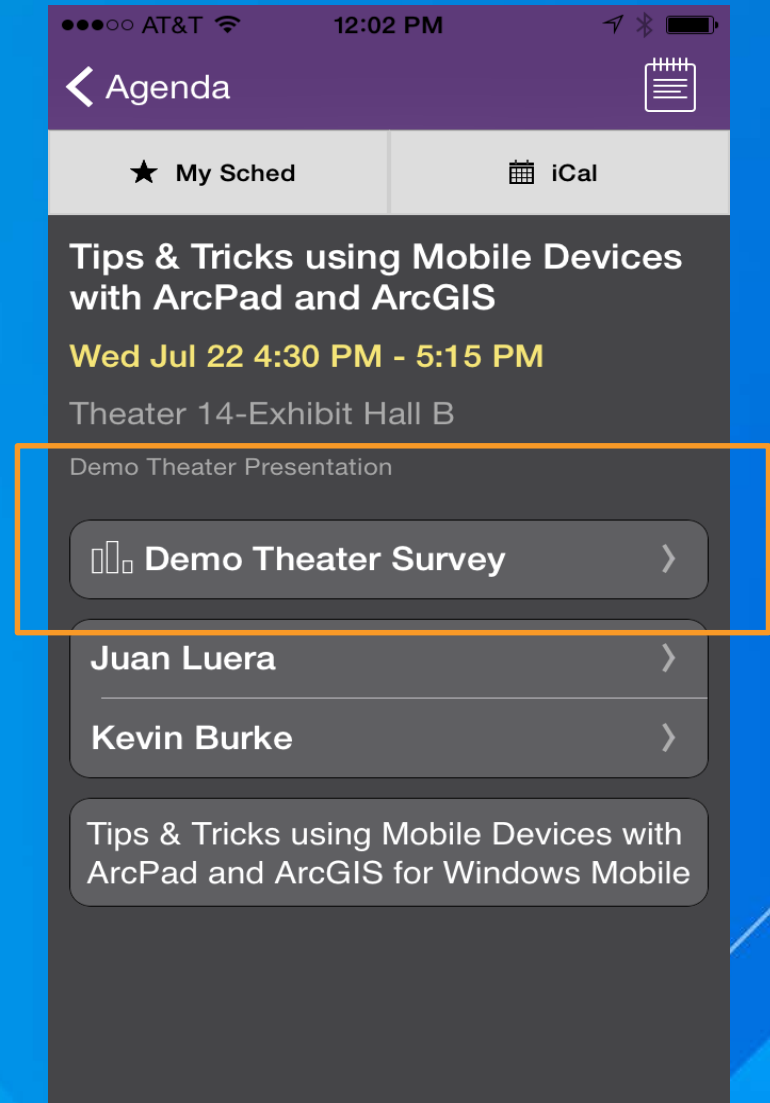 AT&T 12:02 PM
Agenda
My Sched iCal
Tips & Tricks using Mobile Devices
with ArcPad and ArcGIS
Wed Jul 22 4:30 PM - 5:15 PM
Theater 14-Exhibit Hall B
Demo Theater Presentation
Demo Theater Survey
Juan Luera
Kevin Burke
Tips & Tricks using Mobile Devices with
ArcPad and ArcGIS for Windows Mobile